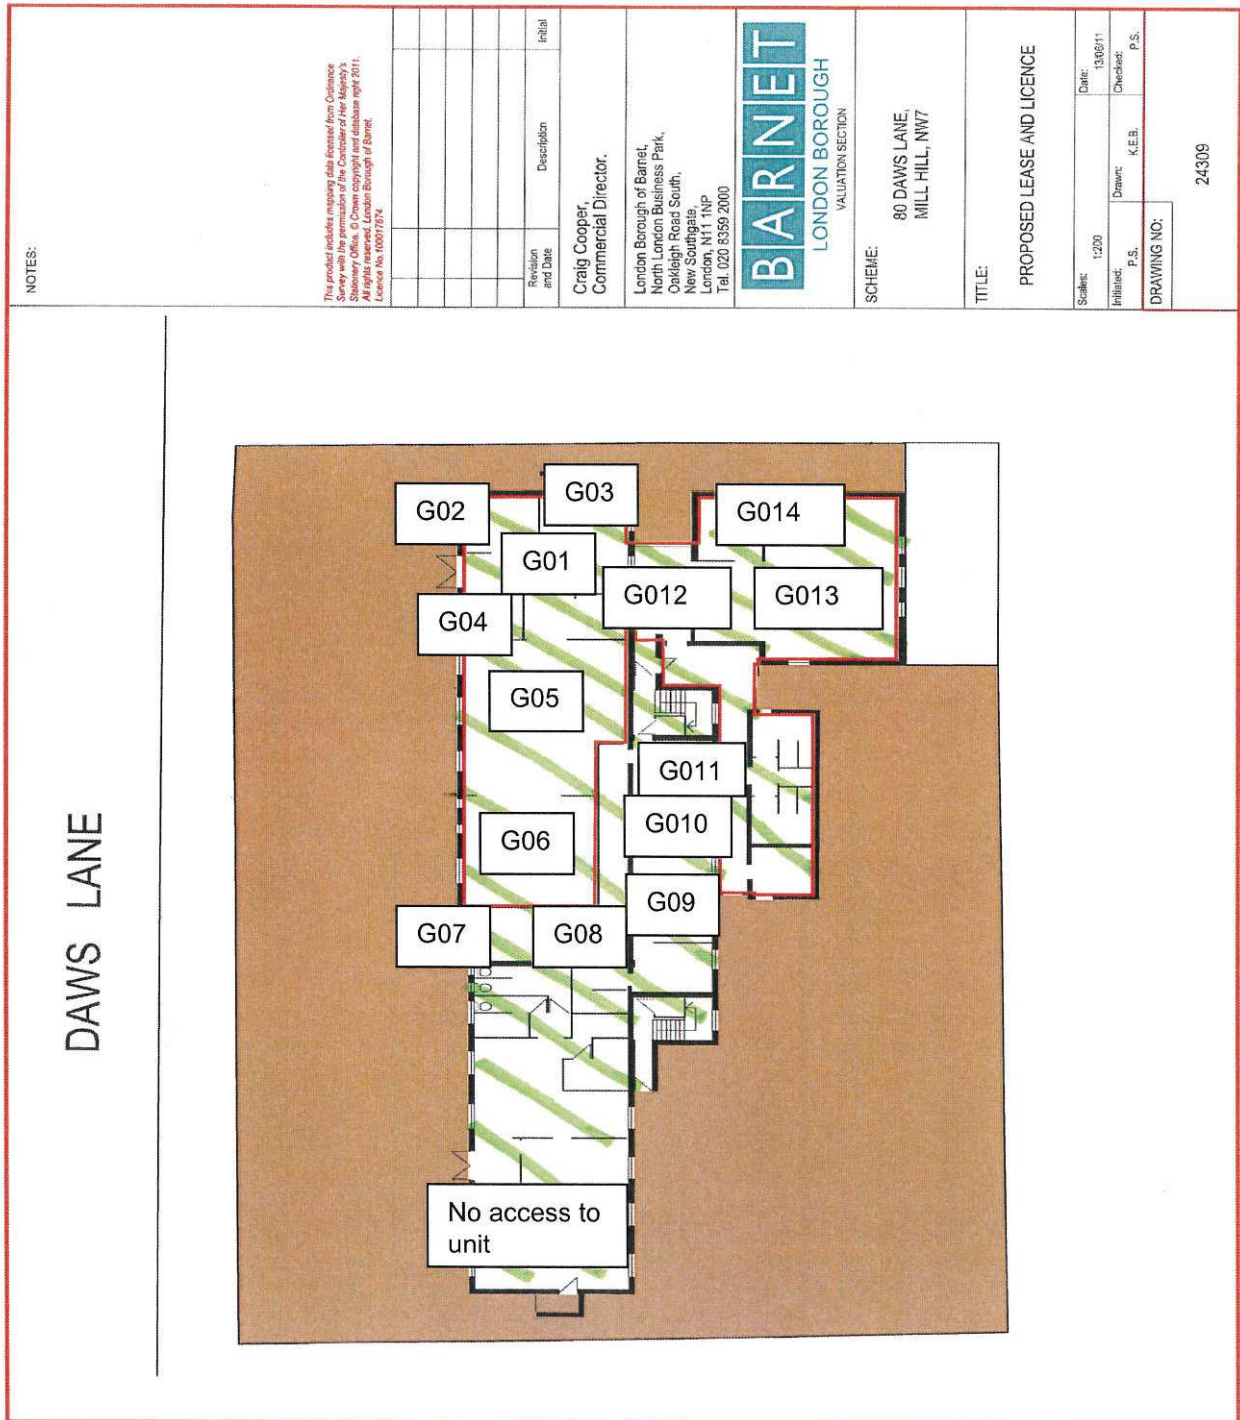 NOTES:
This product includes mapping data licensed from Ordnance
Survey with the permission of the Controller of Her Majesty's
Stationery Office. © Crown copyright and database right 2011.
All rights reserved. London Borough of Barnet.
Licence No.100017674.
Revision
and Date
Description
Initial
Craig Cooper,
Commercial Director.
London Borough of Barnet,
North London Business Park,
Oakleigh Road South,
New Southgate,
London, N11 1NP
Tel. 020 8359 2000
BARNET
LONDON BOROUGH
VALUATION SECTION
SCHEME:
80 DAWS LANE,
MILL HILL, NW7
TITLE:
PROPOSED LEASE AND LICENCE
Scales:
1:200
Date:
13/06/11
Initiated:
P.S.
Drawn:
K.E.B.
Checked:
P.S.
DRAWING NO:
24309
DAWS LANE
G02
G03
G014
G01
G012
G013
G04
G05
G011
G010
G06
G09
G07
G08
No access to
unit